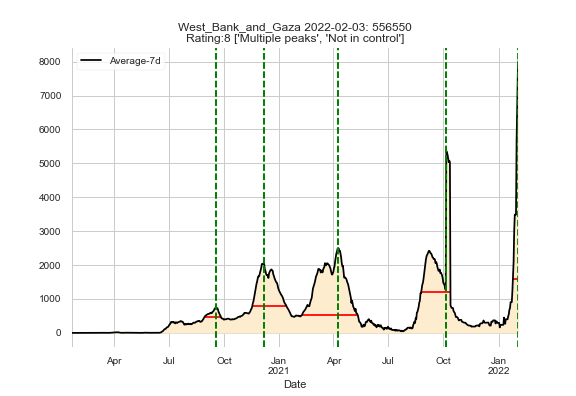 West_Bank_and_Gaza 2022-02-03: 556550
Rating:8 ['Multiple peaks', 'Not in control']
Average-7d
8000
7000
6000
5000
4000
3000
2000
1000
0
Apr Jul Oct Jan Apr Jul Oct Jan
2021 2022
Date